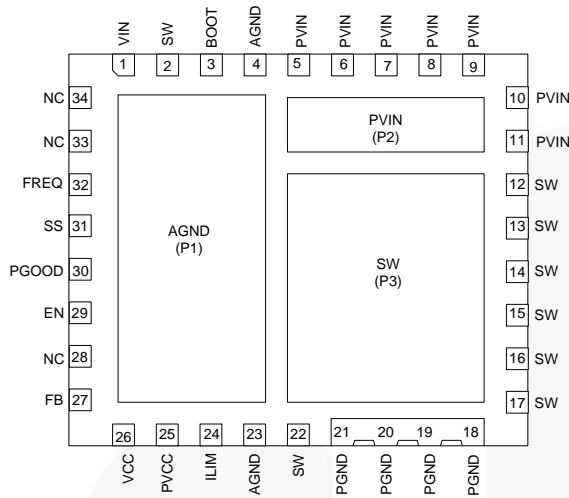 VIN SW BOOT AGND PVIN PVIN PVIN PVIN PVIN
1 2 3 4 5 6 7 8 9
NC 34
NC 33
FREQ 32
SS 31
PGOOD 30
EN 29
NC 28
FB 27
AGND
(P1)
PVIN
(P2)
SW
(P3)
10 PVIN
11 PVIN
12 SW
13 SW
14 SW
15 SW
16 SW
17 SW
26 25 24 23 22 21 20 19 18
VCC PVCC ILIM AGND SW PGND PGND PGND PGND